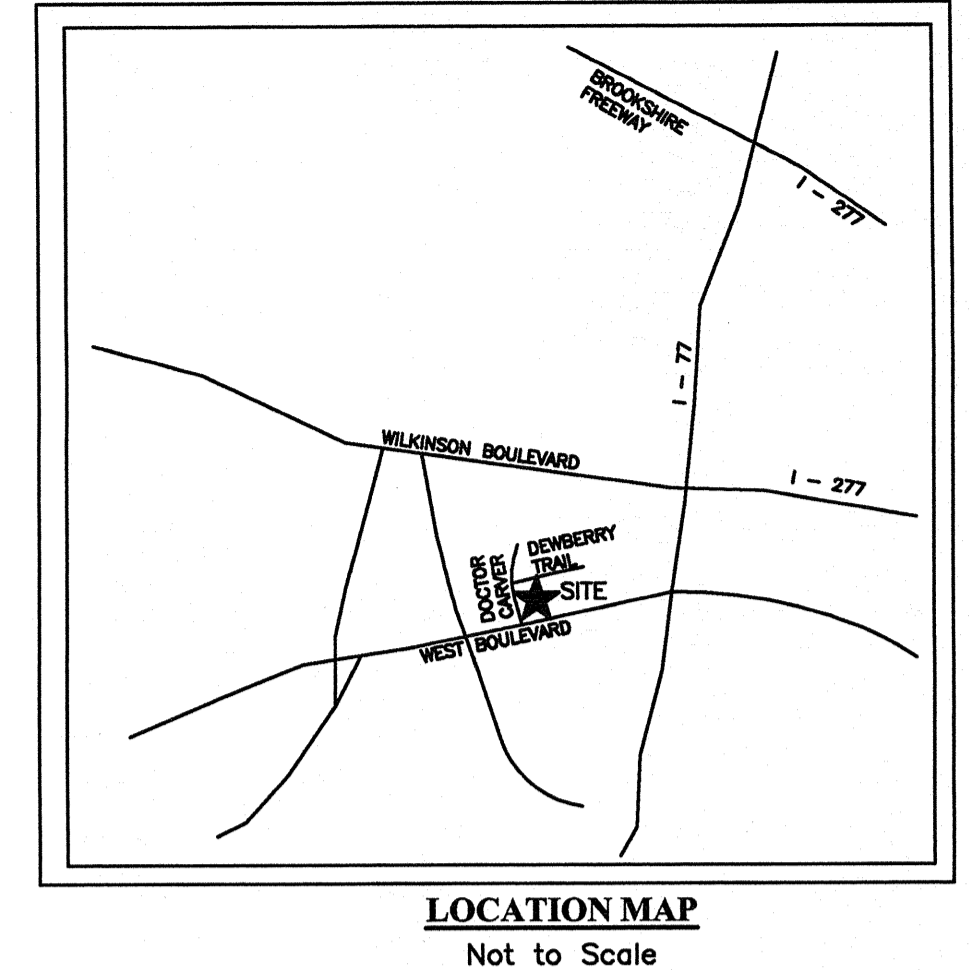 BROOKSHIRE
FREEWAY
I - 277
I - 77
WILKINSON BOULEVARD
I - 277
DEWBERRY
TRAIL
DOCTOR
CARVER
SITE
WEST BOULEVARD
LOCATION MAP
Not to Scale